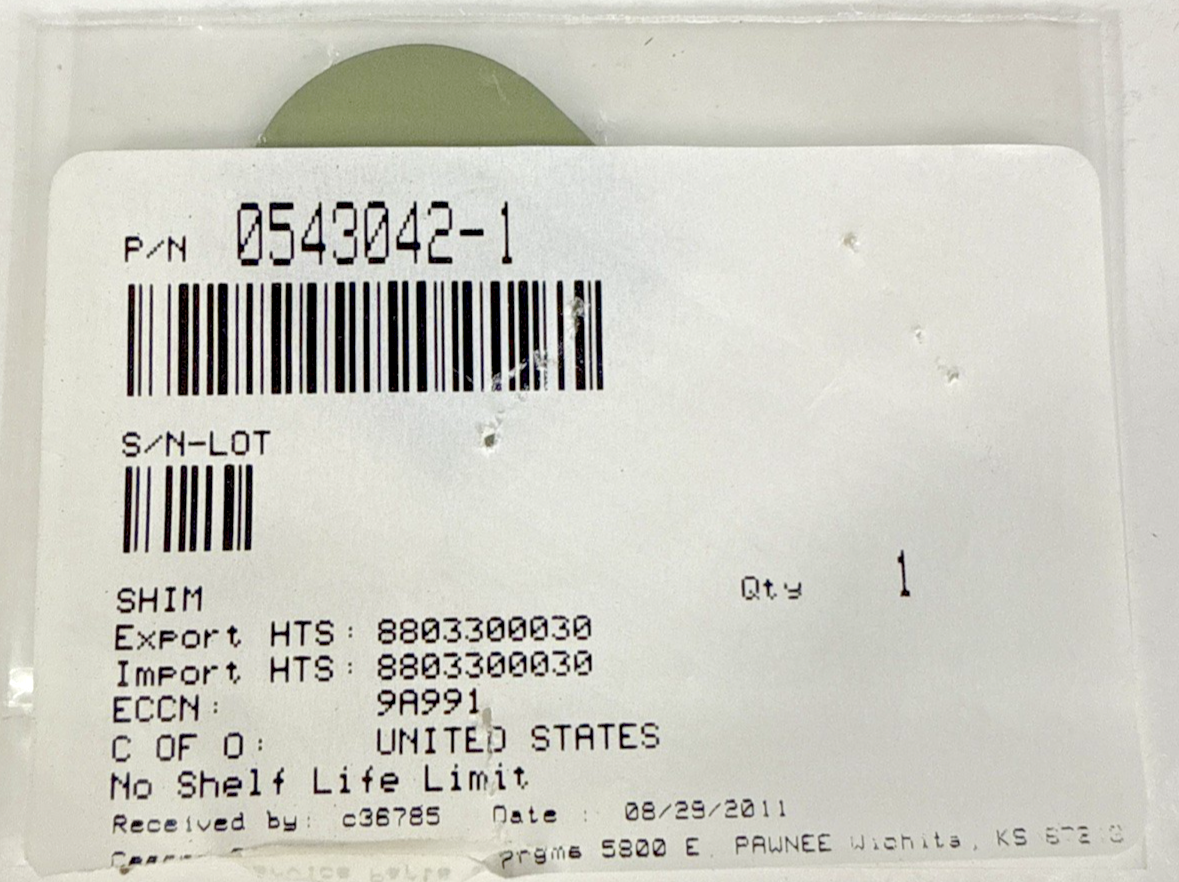 P/N 0543042-1
S/N-LOT
SHIM Qty 1
Export HTS: 8803300030
Import HTS: 8803300030
ECCN: 9A991
C OF O: UNITED STATES
No Shelf Life Limit
Received by: c36785 Date : 08/29/2011
prgms 5800 E. PAWNEE Wichita, KS